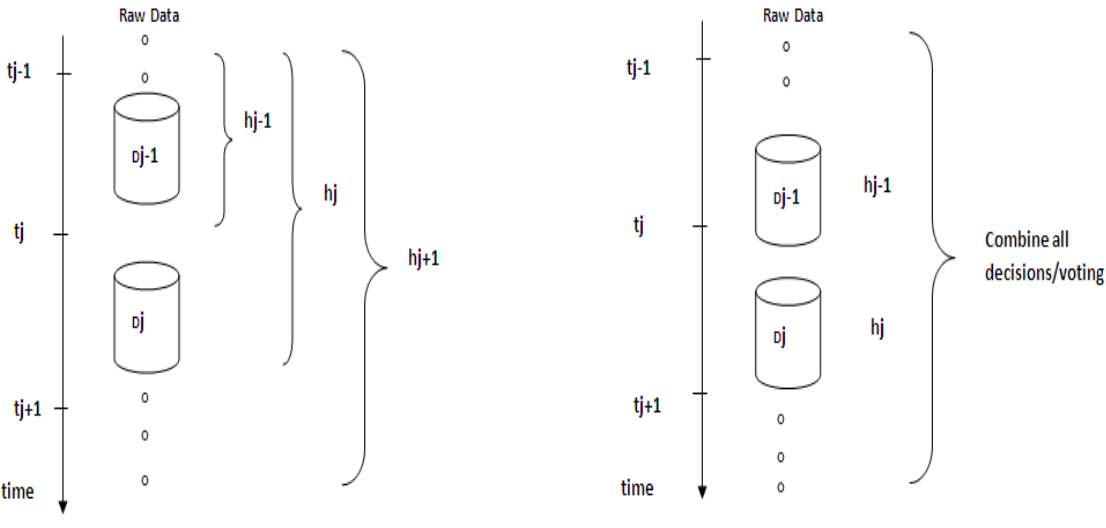 Raw Data
tj-1
Dj-1
hj-1
hj
tj
hj+1
Dj
tj+1
time
Raw Data
tj-1
Dj-1
hj-1
tj
Combine all
decisions/voting
Dj
hj
tj+1
time